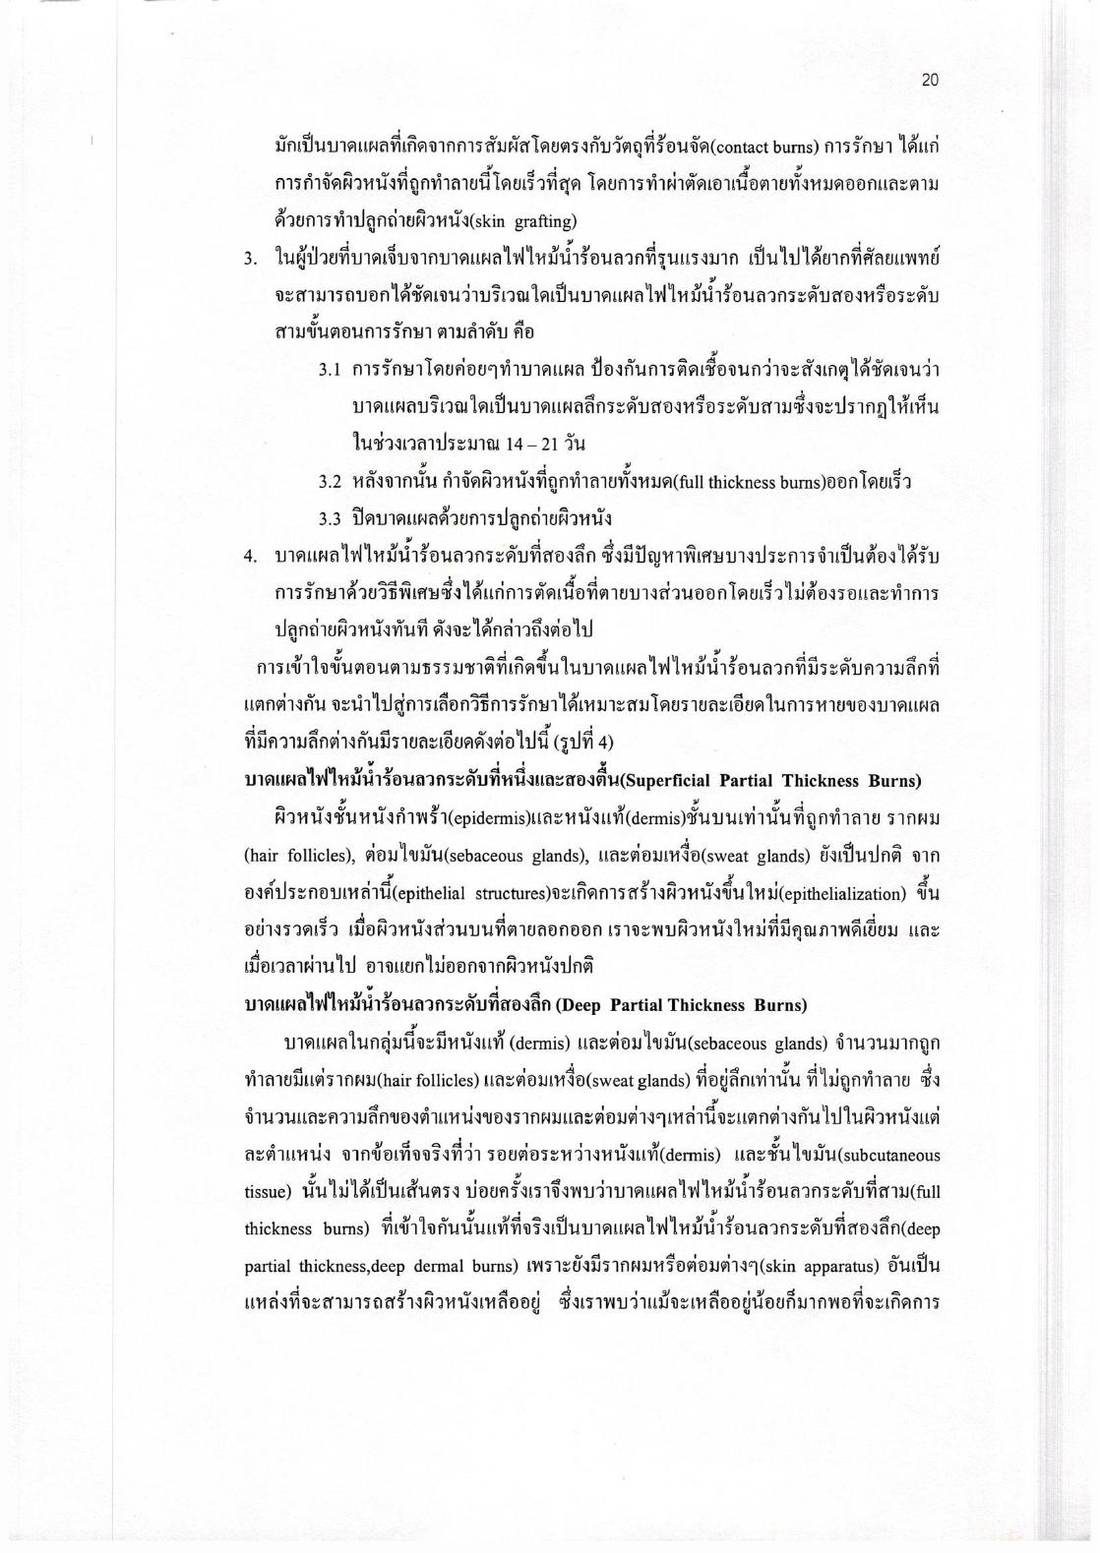 20
มักเป็นบาดแผลที่เกิดจากการสัมผัสโดยตรงกับวัตถุที่ร้อนจัด(contact burns) การรักษา ได้แก่
การกำจัดผิวหนังที่ถูกทำลายนี้โดยเร็วที่สุด โดยการทำผ่าตัดเอาเนื้อตายทั้งหมดออกและตาม
ด้วยการทำปลูกถ่ายผิวหนัง(skin grafting)
3. ในผู้ป่วยที่บาดเจ็บจากบาดแผลไฟไหม้น้ำร้อนลวกที่รุนแรงมาก เป็นไปได้ยากที่ศัลยแพทย์
จะสามารถบอกได้ชัดเจนว่าบริเวณใดเป็นบาดแผลไฟไหม้น้ำร้อนลวกระดับสองหรือระดับ
สามขั้นตอนการรักษา ตามลำดับ คือ
3.1 การรักษาโดยค่อยๆทำบาดแผล ป้องกันการติดเชื้อจนกว่าจะสังเกตุได้ชัดเจนว่า
บาดแผลบริเวณใดเป็นบาดแผลลึกระดับสองหรือระดับสามซึ่งจะปรากฏให้เห็น
ในช่วงเวลาประมาณ 14 – 21 วัน
3.2 หลังจากนั้น กำจัดผิวหนังที่ถูกทำลายทั้งหมด(full thickness burns)ออกโดยเร็ว
3.3 ปิดบาดแผลด้วยการปลูกถ่ายผิวหนัง
4. บาดแผลไฟไหม้น้ำร้อนลวกระดับที่สองลึก ซึ่งมีปัญหาพิเศษบางประการจำเป็นต้องได้รับ
การรักษาด้วยวิธีพิเศษซึ่งได้แก่การตัดเนื้อที่ตายบางส่วนออกโดยเร็วไม่ต้องรอและทำการ
ปลูกถ่ายผิวหนังทันที ดังจะได้กล่าวถึงต่อไป
การเข้าใจขั้นตอนตามธรรมชาติที่เกิดขึ้นในบาดแผลไฟไหม้น้ำร้อนลวกที่มีระดับความลึกที่
แตกต่างกัน จะนำไปสู่การเลือกวิธีการรักษาได้เหมาะสมโดยรายละเอียดในการหายของบาดแผล
ที่มีความลึกต่างกันมีรายละเอียดดังต่อไปนี้ (รูปที่ 4)
บาดแผลไฟไหม้น้ำร้อนลวกระดับที่หนึ่งและสองตื้น(Superficial Partial Thickness Burns)
ผิวหนังชั้นหนังกำพร้า(epidermis)และหนังแท้(dermis)ชั้นบนเท่านั้นที่ถูกทำลาย รากผม
(hair follicles), ต่อมไขมัน(sebaceous glands), และต่อมเหงื่อ(sweat glands) ยังเป็นปกติ จาก
องค์ประกอบเหล่านี้(epithelial structures)จะเกิดการสร้างผิวหนังขึ้นใหม่(epithelialization) ขึ้น
อย่างรวดเร็ว เมื่อผิวหนังส่วนบนที่ตายลอกออก เราจะพบผิวหนังใหม่ที่มีคุณภาพดีเยี่ยม และ
เมื่อเวลาผ่านไป อาจแยกไม่ออกจากผิวหนังปกติ
บาดแผลไฟไหม้น้ำร้อนลวกระดับที่สองลึก (Deep Partial Thickness Burns)
บาดแผลในกลุ่มนี้จะมีหนังแท้ (dermis) และต่อมไขมัน(sebaceous glands) จำนวนมากถูก
ทำลายมีแต่รากผม(hair follicles) และต่อมเหงื่อ(sweat glands) ที่อยู่ลึกเท่านั้น ที่ไม่ถูกทำลาย ซึ่ง
จำนวนและความลึกของตำแหน่งของรากผมและต่อมต่างๆเหล่านี้จะแตกต่างกันไปในผิวหนังแต่
ละตำแหน่ง จากข้อเท็จจริงที่ว่า รอยต่อระหว่างหนังแท้(dermis) และชั้นไขมัน(subcutaneous
tissue) นั้นไม่ได้เป็นเส้นตรง บ่อยครั้งเราจึงพบว่าบาดแผลไฟไหม้น้ำร้อนลวกระดับที่สาม(full
thickness burns) ที่เข้าใจกันนั้นแท้ที่จริงเป็นบาดแผลไฟไหม้น้ำร้อนลวกระดับที่สองลึก(deep
partial thickness,deep dermal burns) เพราะยังมีรากผมหรือต่อมต่างๆ(skin apparatus) อันเป็น
แหล่งที่จะสามารถสร้างผิวหนังเหลืออยู่ ซึ่งเราพบว่าแม้จะเหลืออยู่น้อยก็มากพอที่จะเกิดการ